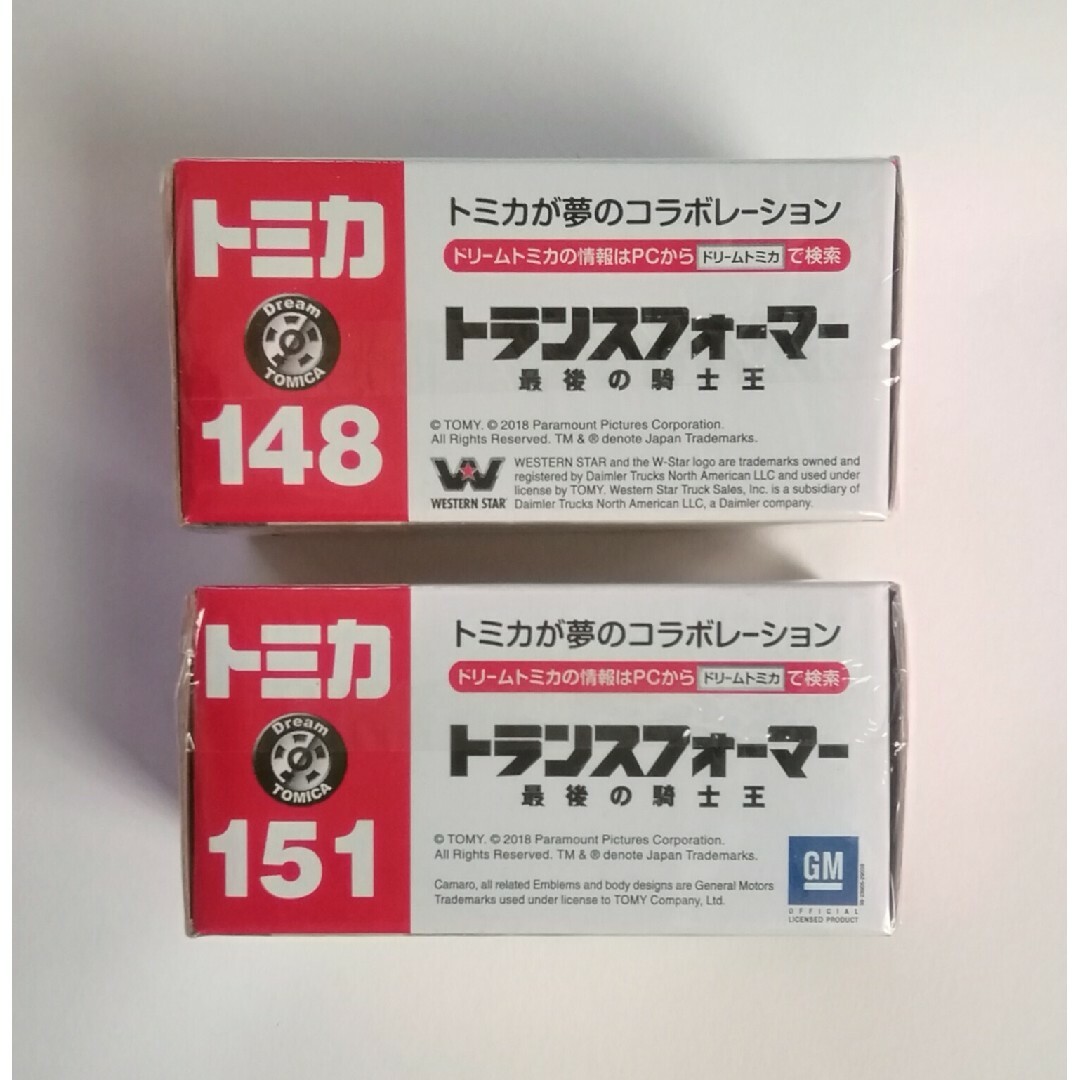 トミカ
Dream
TOMICA
148
トミカが夢のコラボレーション
ドリームトミカの情報はPCから ドリームトミカ で検索
トランスフォーマー
最後の騎士王
© TOMY. © 2018 Paramount Pictures Corporation.
All Rights Reserved. TM & ® denote Japan Trademarks.
WESTERN STAR
WESTERN STAR and the W-Star logo are trademarks owned and
registered by Daimler Trucks North American LLC and used under
license by TOMY. Western Star Truck Sales, Inc. is a subsidiary of
Daimler Trucks North American LLC, a Daimler company.
トミカ
Dream
TOMICA
151
トミカが夢のコラボレーション
ドリームトミカの情報はPCから ドリームトミカ で検索
トランスフォーマー
最後の騎士王
© TOMY. © 2018 Paramount Pictures Corporation.
All Rights Reserved. TM & ® denote Japan Trademarks.
Camaro, all related Emblems and body designs are General Motors
Trademarks used under license to TOMY Company, Ltd.
GM
OFFICIAL
LICENSED PRODUCT